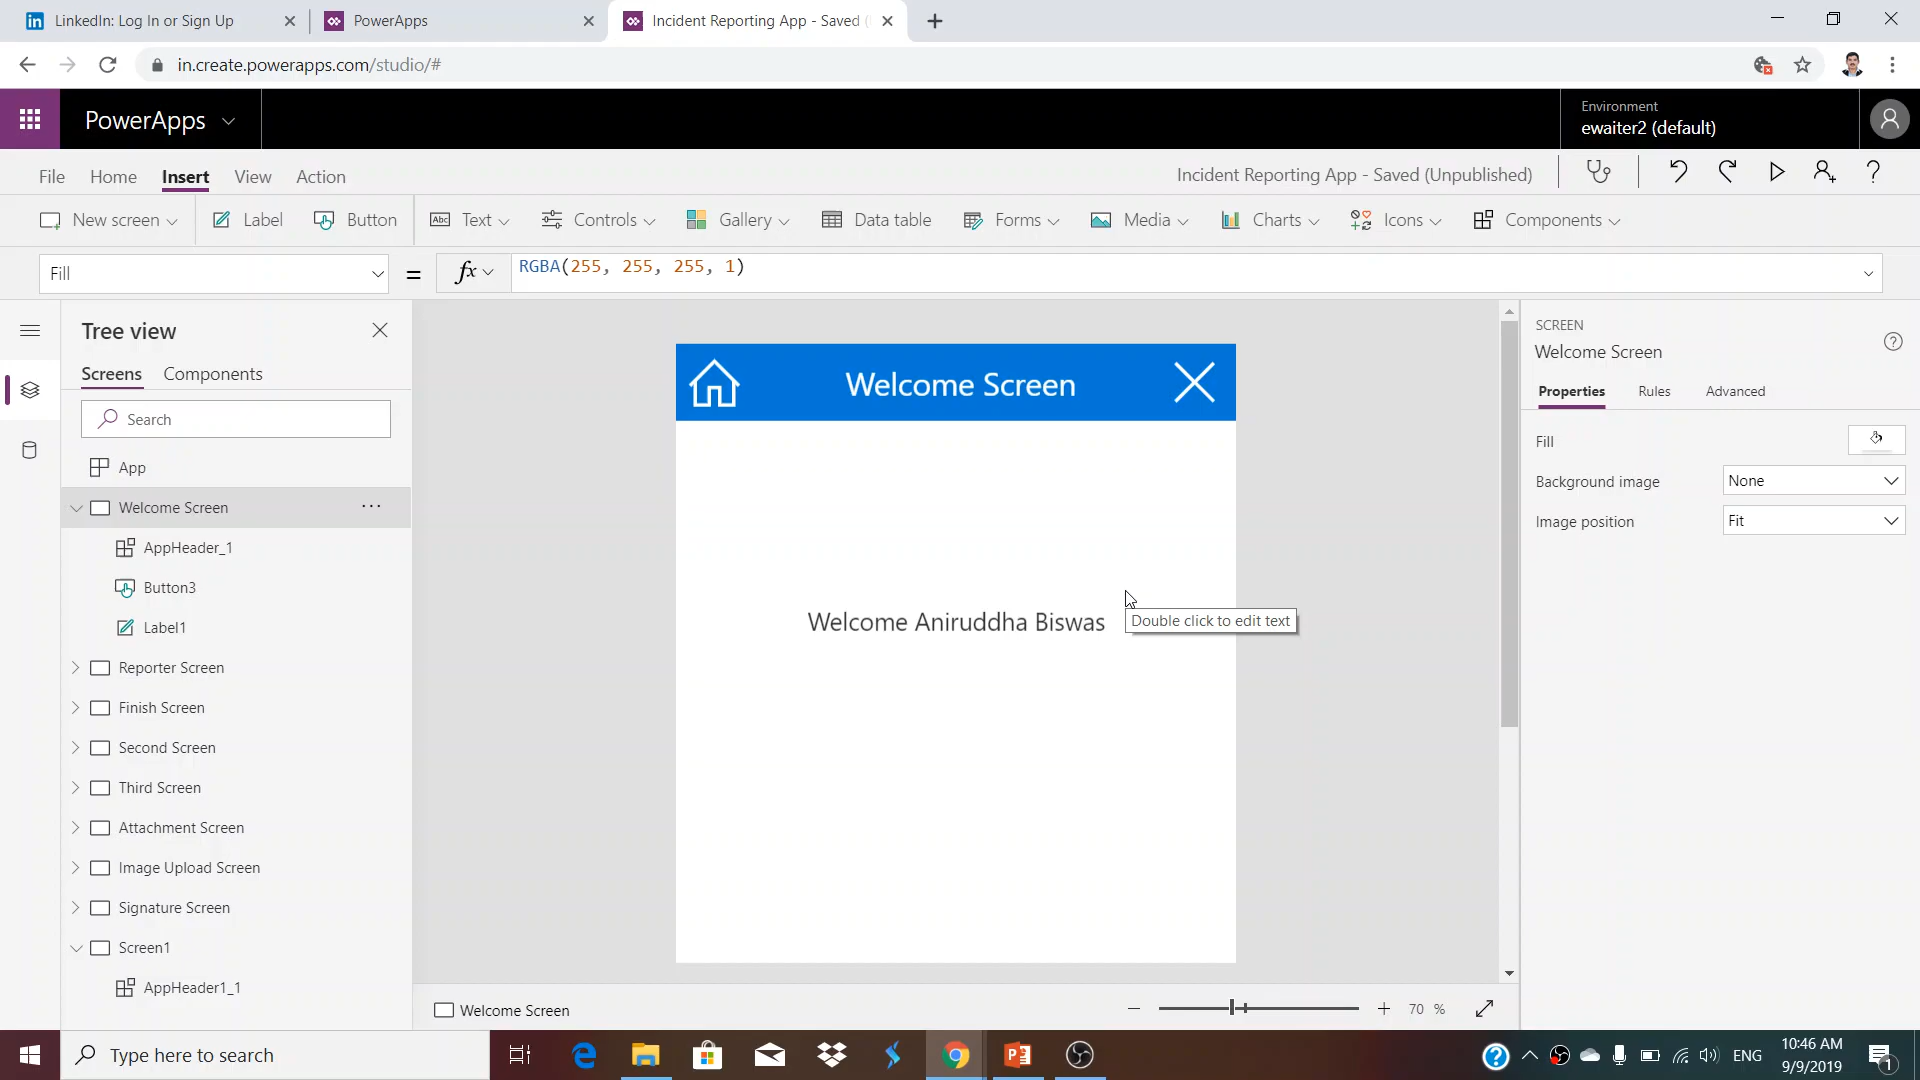 LinkedIn: Log In or Sign Up
PowerApps
Incident Reporting App - Saved (
in.create.powerapps.com/studio/#
PowerApps
Environment
ewaiter2 (default)
File
Home
Insert
View
Action
Incident Reporting App - Saved (Unpublished)
New screen
Label
Button
Abc
Text
Controls
Gallery
Data table
Forms
Media
Charts
Icons
Components
Fill
=
fx
RGBA(255, 255, 255, 1)
Tree view
Screens
Components
Search
App
Welcome Screen
AppHeader_1
Button3
Label1
Reporter Screen
Finish Screen
Second Screen
Third Screen
Attachment Screen
Image Upload Screen
Signature Screen
Screen1
AppHeader1_1
Welcome Screen
Welcome Aniruddha Biswas
Double click to edit text
Welcome Screen
70 %
SCREEN
Welcome Screen
Properties
Rules
Advanced
Fill
Background image
None
Image position
Fit
Type here to search
ENG
10:46 AM
9/9/2019
1